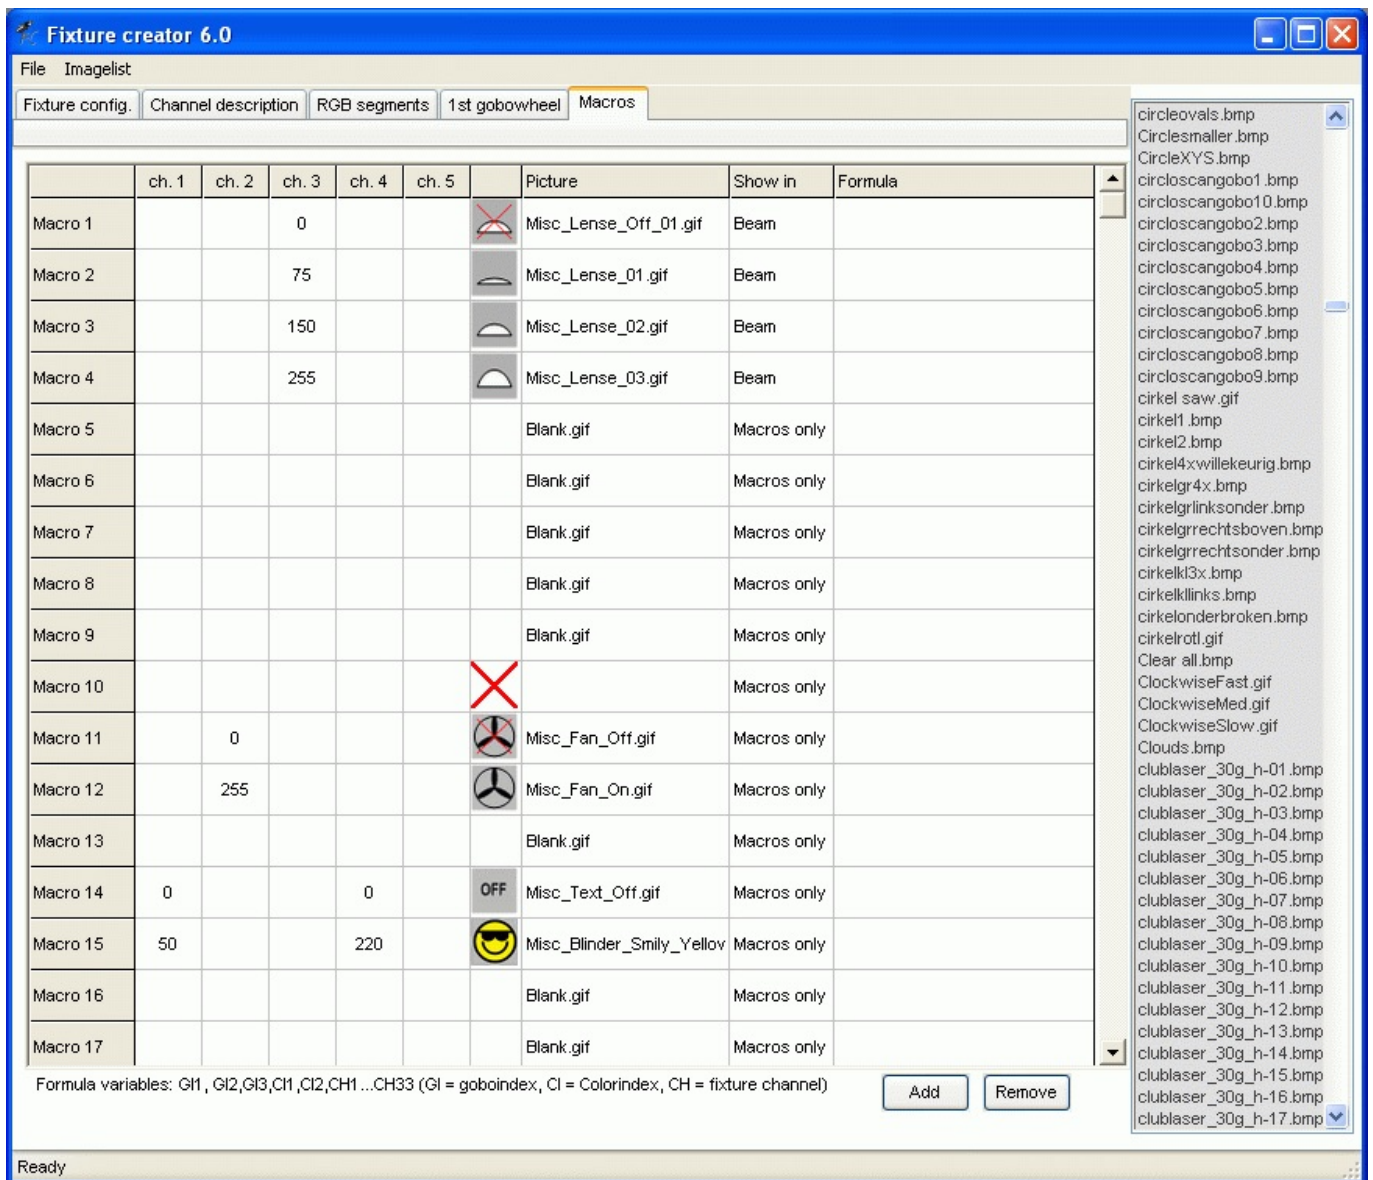 Fixture creator 6.0
File Imagelist
Fixture config. Channel description RGB segments 1st gobowheel Macros
ch. 1 ch. 2 ch. 3 ch. 4 ch. 5 Picture Show in Formula
Macro 1 0 Misc_Lense_Off_01.gif Beam
Macro 2 75 Misc_Lense_01.gif Beam
Macro 3 150 Misc_Lense_02.gif Beam
Macro 4 255 Misc_Lense_03.gif Beam
Macro 5 Blank.gif Macros only
Macro 6 Blank.gif Macros only
Macro 7 Blank.gif Macros only
Macro 8 Blank.gif Macros only
Macro 9 Blank.gif Macros only
Macro 10 Macros only
Macro 11 0 Misc_Fan_Off.gif Macros only
Macro 12 255 Misc_Fan_On.gif Macros only
Macro 13 Blank.gif Macros only
Macro 14 0 0 OFF Misc_Text_Off.gif Macros only
Macro 15 50 220 Misc_Blinder_Smily_Yellov Macros only
Macro 16 Blank.gif Macros only
Macro 17 Blank.gif Macros only
Formula variables: GI1, GI2,GI3,CI1,CI2,CH1...CH33 (GI = goboindex, CI = Colorindex, CH = fixture channel)
Add Remove
circleovals.bmp
Circlesmaller.bmp
CircleXYS.bmp
circloscangobo1.bmp
circloscangobo10.bmp
circloscangobo2.bmp
circloscangobo3.bmp
circloscangobo4.bmp
circloscangobo5.bmp
circloscangobo6.bmp
circloscangobo7.bmp
circloscangobo8.bmp
circloscangobo9.bmp
cirkel saw.gif
cirkel1.bmp
cirkel2.bmp
cirkel4xwillekeurig.bmp
cirkelgr4x.bmp
cirkelgrlinksonder.bmp
cirkelgrrechtsboven.bmp
cirkelgrrechtsonder.bmp
cirkelkl3x.bmp
cirkelkllinks.bmp
cirkelonderbroken.bmp
cirkelrotl.gif
Clear all.bmp
ClockwiseFast.gif
ClockwiseMed.gif
ClockwiseSlow.gif
Clouds.bmp
clublaser_30g_h-01.bmp
clublaser_30g_h-02.bmp
clublaser_30g_h-03.bmp
clublaser_30g_h-04.bmp
clublaser_30g_h-05.bmp
clublaser_30g_h-06.bmp
clublaser_30g_h-07.bmp
clublaser_30g_h-08.bmp
clublaser_30g_h-09.bmp
clublaser_30g_h-10.bmp
clublaser_30g_h-11.bmp
clublaser_30g_h-12.bmp
clublaser_30g_h-13.bmp
clublaser_30g_h-14.bmp
clublaser_30g_h-15.bmp
clublaser_30g_h-16.bmp
clublaser_30g_h-17.bmp
Ready